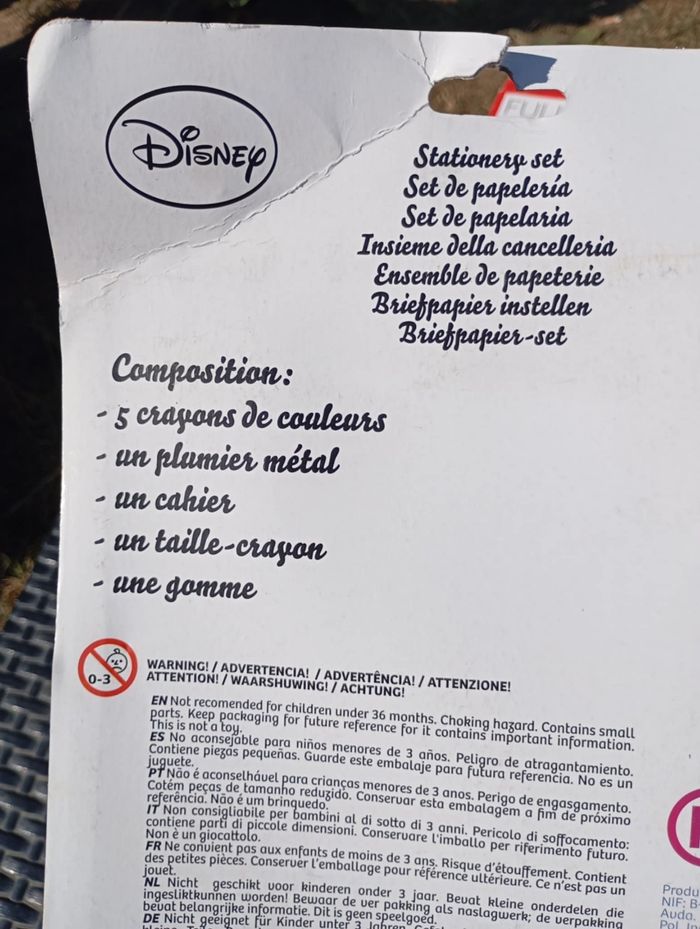 DISNEY
FULL
Stationery set
Set de papelería
Set de papelaria
Insieme della cancelleria
Ensemble de papeterie
Briefpapier instellen
Briefpapier-set
Composition:
- 5 crayons de couleurs
- un plumier métal
- un cahier
- un taille-crayon
- une gomme
0-3
WARNING! / ADVERTENCIA! / ADVERTÊNCIA! / ATTENZIONE!
ATTENTION! / WAARSHUWING! / ACHTUNG!
EN Not recomended for children under 36 months. Choking hazard. Contains small
parts. Keep packaging for future reference for it contains important information.
This is not a toy.
ES No aconsejable para niños menores de 3 años. Peligro de atragantamiento.
Contiene piezas pequeñas. Guarde este embalaje para futura referencia. No es un
juguete.
PT Não é aconselhável para crianças menores de 3 anos. Perigo de engasgamento.
Cotém peças de tamanho reduzido. Conservar esta embalagem a fim de próximo
referência. Não é um brinquedo.
IT Non consigliabile per bambini al di sotto di 3 anni. Pericolo di soffocamento:
contiene parti di piccole dimensioni. Conservare l'imballo per riferimento futuro.
Non è un giocattolo.
FR Ne convient pas aux enfants de moins de 3 ans. Risque d'étouffement. Contient
des petites pièces. Conserver l'emballage pour référence ultérieure. Ce n'est pas un
jouet.
NL Nicht geschikt voor kinderen onder 3 jaar. Bevat kleine onderdelen die
ingesliktkunnen worden! Bewaar de ver pakking als naslagwerk; de verpakking
bevat belangrijke informatie. Dit is geen speelgoed.
DE Nicht geeignet für Kinder unter 3 Jahren.
Produ
NIF: B-
Auda.
Pol. I